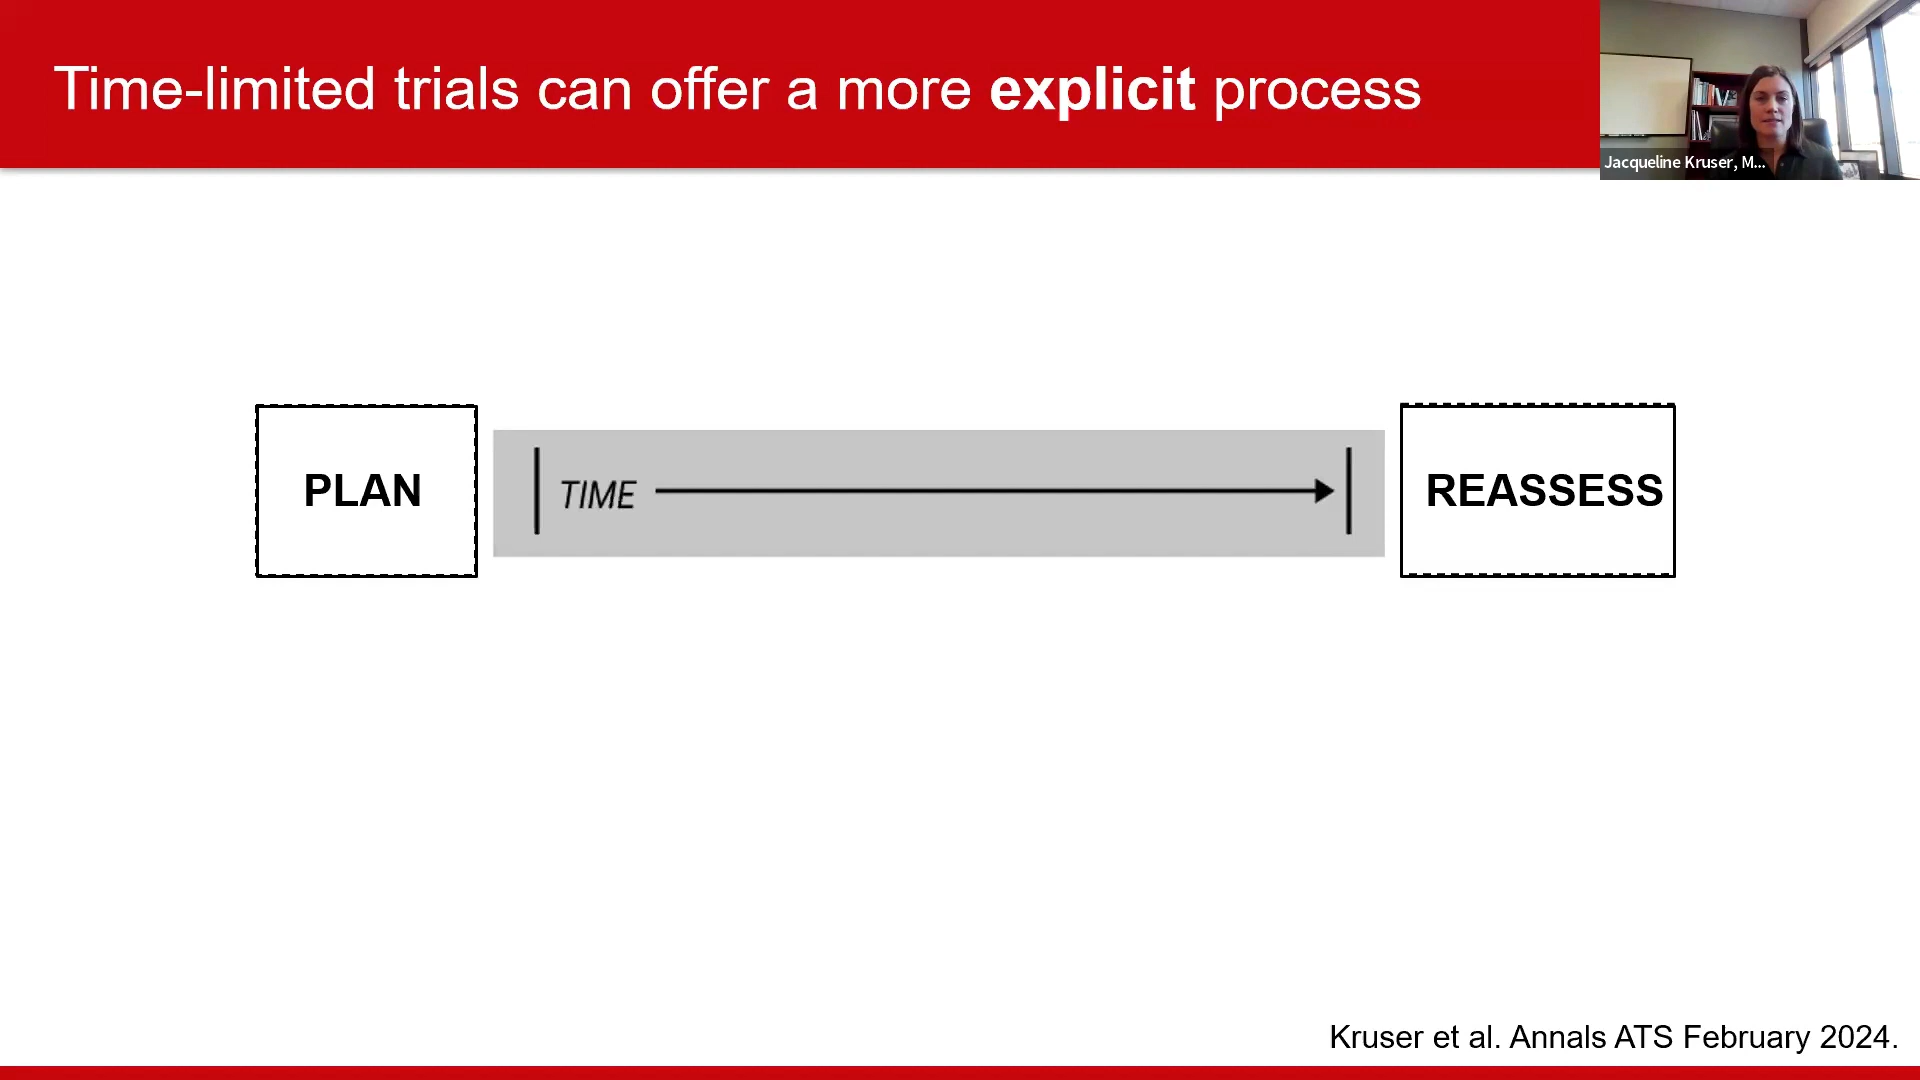 Time-limited trials can offer a more explicit process
Jacqueline Kruser, M...
PLAN
TIME
REASSESS
Kruser et al. Annals ATS February 2024.